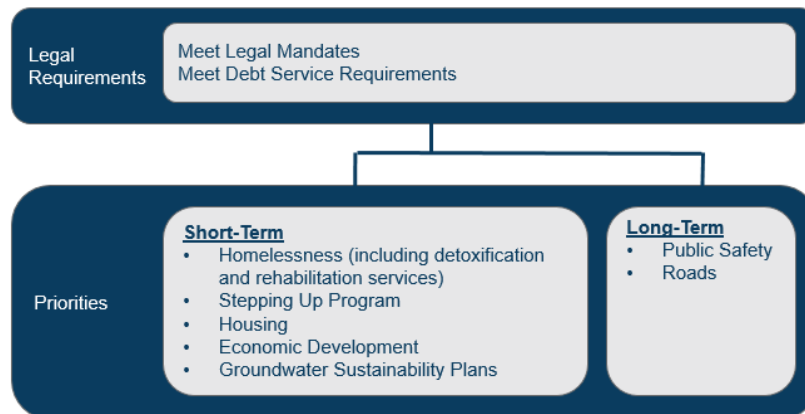 Legal
Requirements
Meet Legal Mandates
Meet Debt Service Requirements
Priorities
Short-Term
• Homelessness (including detoxification
and rehabilitation services)
• Stepping Up Program
• Housing
• Economic Development
• Groundwater Sustainability Plans
Long-Term
• Public Safety
• Roads